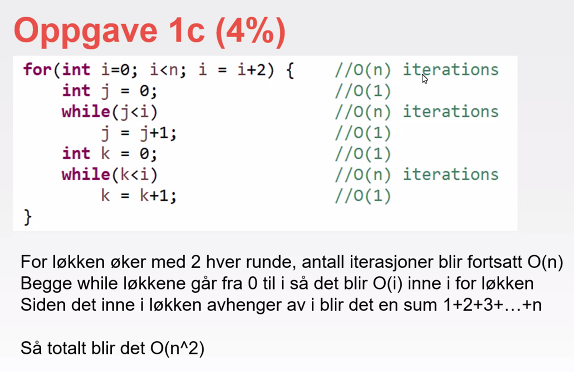 Oppgave 1c (4%)
for(int i=0; i<n; i = i+2) { //O(n) iterations
int j = 0; //O(1)
while(j<i) //O(n) iterations
j = j+1; //O(1)
int k = 0; //O(1)
while(k<i) //O(n) iterations
k = k+1; //O(1)
}
For løkken øker med 2 hver runde, antall iterasjoner blir fortsatt O(n)
Begge while løkkene går fra 0 til i så det blir O(i) inne i for løkken
Siden det inne i løkken avhenger av i blir det en sum 1+2+3+…+n
Så totalt blir det O(n^2)